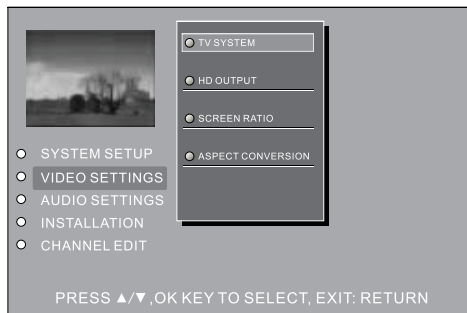 TV SYSTEM
HD OUTPUT
SCREEN RATIO
ASPECT CONVERSION
SYSTEM SETUP
VIDEO SETTINGS
AUDIO SETTINGS
INSTALLATION
CHANNEL EDIT
PRESS ▲/▼ ,OK KEY TO SELECT, EXIT: RETURN